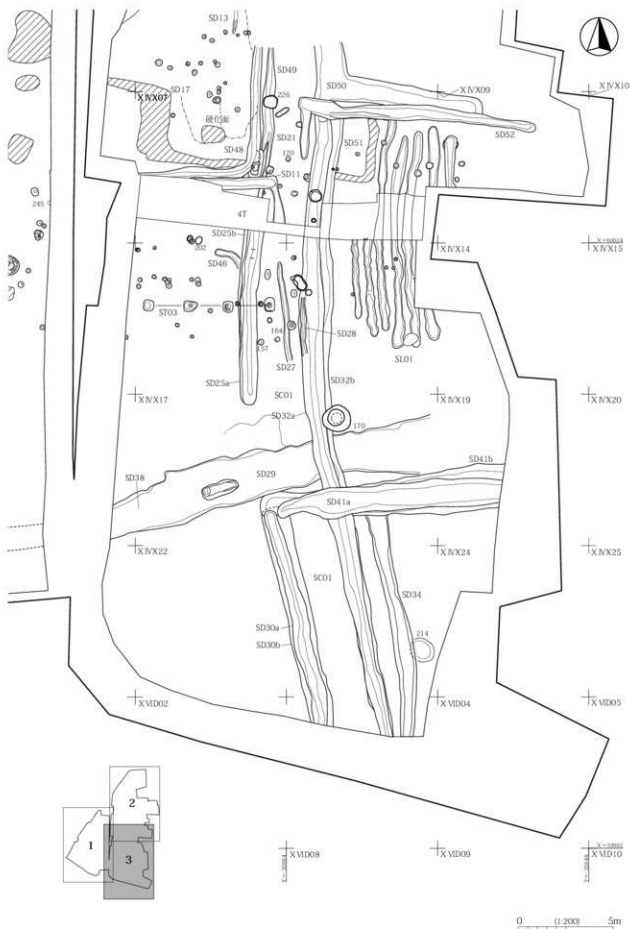 SD13
SD49
SD50
SD17
XIVX07
226
XIVX09
XIVX10
硬化面
SD21
SD51
SD52
SD48
120
SD11
245
4T
SD25b
202
XIVX14
XIVX15
SD46
ST03
164
157
SD28
SD27
SL01
SD25a
SC01
SD32b
XIVX17
SD32a
XIVX19
XIVX20
170
SD41b
SD38
SD29
SD41a
XIVX22
XIVX24
XIVX25
SC01
SD34
SD30a
SD30b
214
XVID02
XVID04
XVID05
2
1
3
XVID08
XVID09
XVID10
0 (1:200) 5m